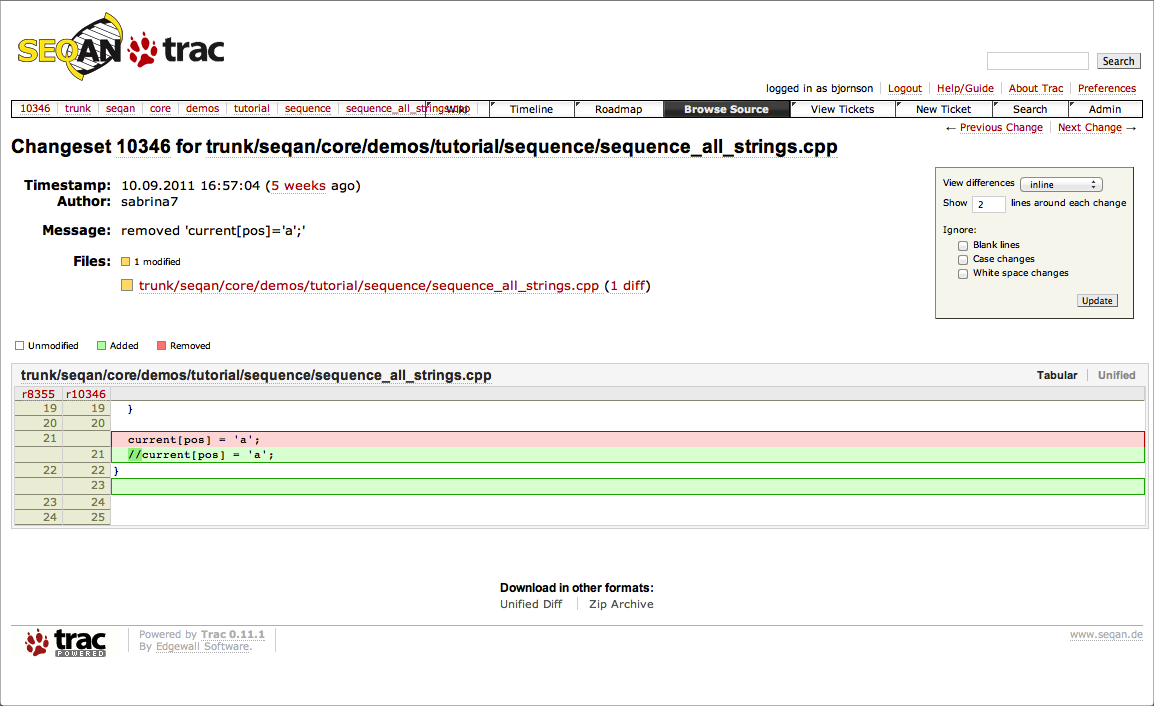 SEQAN trac
Search
logged in as bjornson Logout Help/Guide About Trac Preferences
10346 trunk seqan core demos tutorial sequence sequence_all_strings.cpp Wiki Timeline Roadmap Browse Source View Tickets New Ticket Search Admin
← Previous Change Next Change →
Changeset 10346 for trunk/seqan/core/demos/tutorial/sequence/sequence_all_strings.cpp
View differences inline
Show 2 lines around each change
Ignore:
Blank lines
Case changes
White space changes
Update
Timestamp: 10.09.2011 16:57:04 (5 weeks ago)
Author: sabrina7
Message: removed 'current[pos]='a';'
Files: 1 modified
trunk/seqan/core/demos/tutorial/sequence/sequence_all_strings.cpp (1 diff)
Unmodified Added Removed
trunk/seqan/core/demos/tutorial/sequence/sequence_all_strings.cpp Tabular Unified
r8355 r10346
19 19 }
20 20
21 current[pos] = 'a';
21 //current[pos] = 'a';
22 22 }
23
23 24
24 25
Download in other formats:
Unified Diff Zip Archive
trac POWERED
Powered by Trac 0.11.1
By Edgewall Software.
www.seqan.de